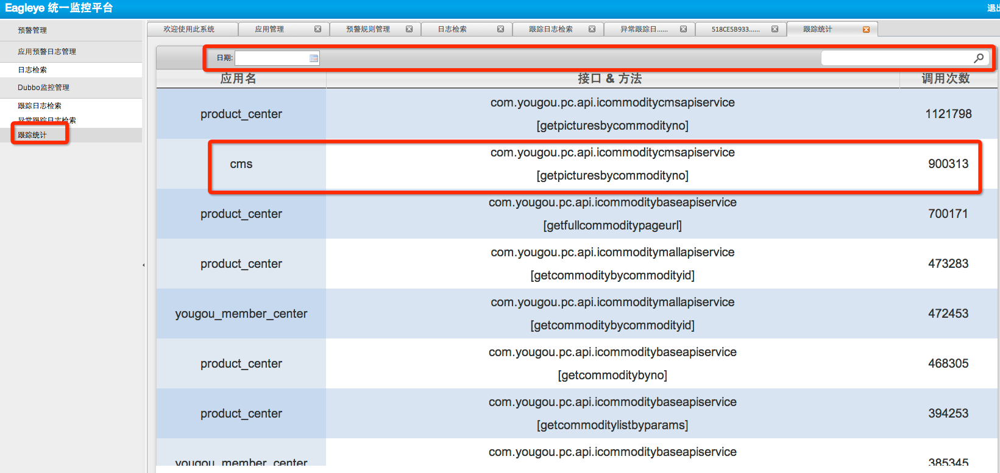 Eagleye 统一监控平台
退出
预警管理
应用预警日志管理
日志检索
Dubbo监控管理
跟踪日志检索
异常跟踪日志检索
跟踪统计
欢迎使用此系统 应用管理 预警规则管理 日志检索 跟踪日志检索 异常跟踪日...... 518CE5B933...... 跟踪统计
日期:
应用名 接口 & 方法 调用次数
product_center com.yougou.pc.api.icommoditycmsapiservice 1121798
[getpicturesbycommodityno]
cms com.yougou.pc.api.icommoditycmsapiservice 900313
[getpicturesbycommodityno]
product_center com.yougou.pc.api.icommoditybaseapiservice 700171
[getfullcommoditypageurl]
product_center com.yougou.pc.api.icommoditymallapiservice 473283
[getcommoditybycommodityid]
yougou_member_center com.yougou.pc.api.icommoditymallapiservice 472453
[getcommoditybycommodityid]
product_center com.yougou.pc.api.icommoditybaseapiservice 468305
[getcommoditybyno]
product_center com.yougou.pc.api.icommoditybaseapiservice 394253
[getcommoditylistbyparams]
yougou_member_center com.yougou.pc.api.icommoditybaseapiservice 385345